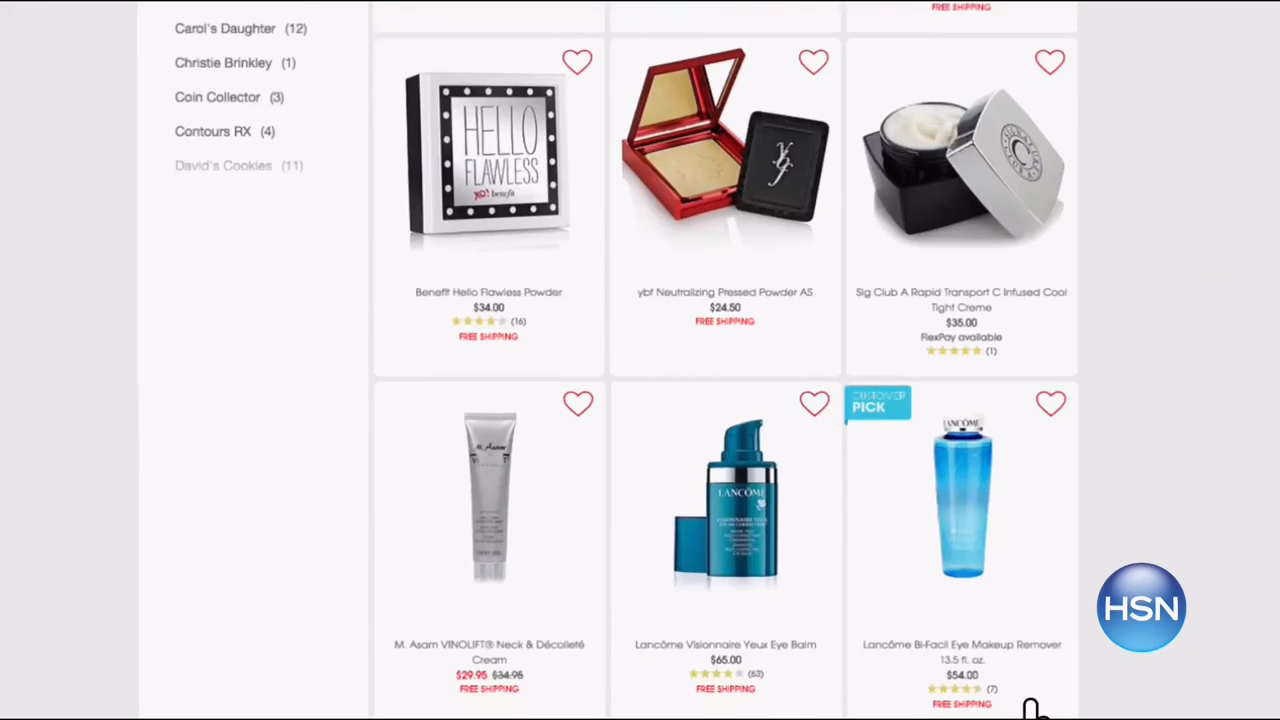 Carol's Daughter (12)
Christie Brinkley (1)
Coin Collector (3)
Contours RX (4)
David's Cookies (11)
FREE SHIPPING
HELLO
FLAWLESS
benefit
ybf
Benefit Hello Flawless Powder
$34.00
(16)
FREE SHIPPING
ybf Neutralizing Pressed Powder AS
$24.50
FREE SHIPPING
Sig Club A Rapid Transport C Infused Cool
Tight Creme
$35.00
FlexPay available
(1)
M. Asam
LANCÔME
CUSTOMER
PICK
LANCÔME
M. Asam VINOLIFT® Neck & Décolleté
Cream
$29.95 $34.95
FREE SHIPPING
Lancôme Visionnaire Yeux Eye Balm
$65.00
(63)
FREE SHIPPING
Lancôme Bi-Facil Eye Makeup Remover
13.5 fl. oz.
$54.00
(7)
FREE SHIPPING
HSN